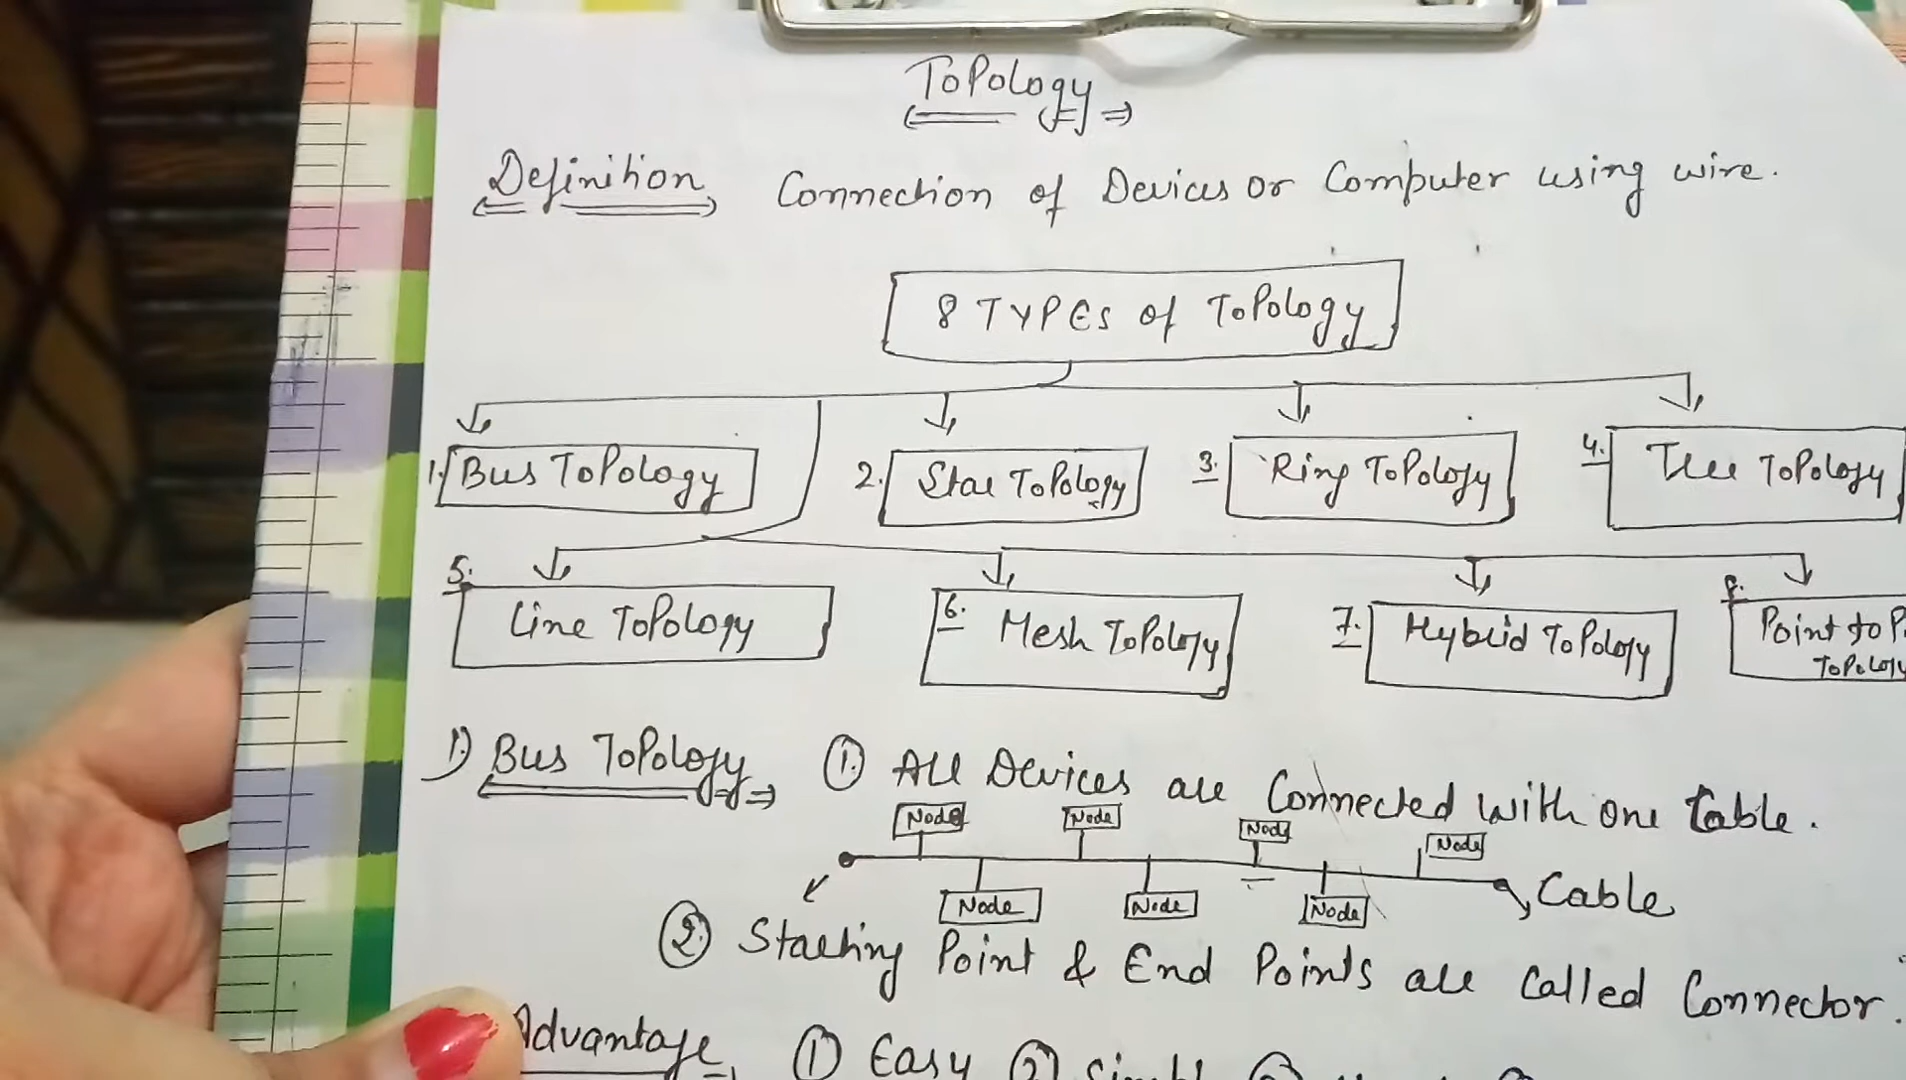 Topology
Definition Connection of Devices or Computer using wire.
8 TYPES of Topology
1. Bus Topology 2. Star Topology 3. Ring Topology 4. Tree Topology
5. Line Topology 6. Mesh Topology 7. Hybrid Topology 8. Point to P
Topology
1) Bus Topology 1. All Devices are Connected with one Cable.
Node Node Node Node
Node Node Node Cable
2. Starting Point & End Points are Called Connector.
Advantage 1 Easy 2